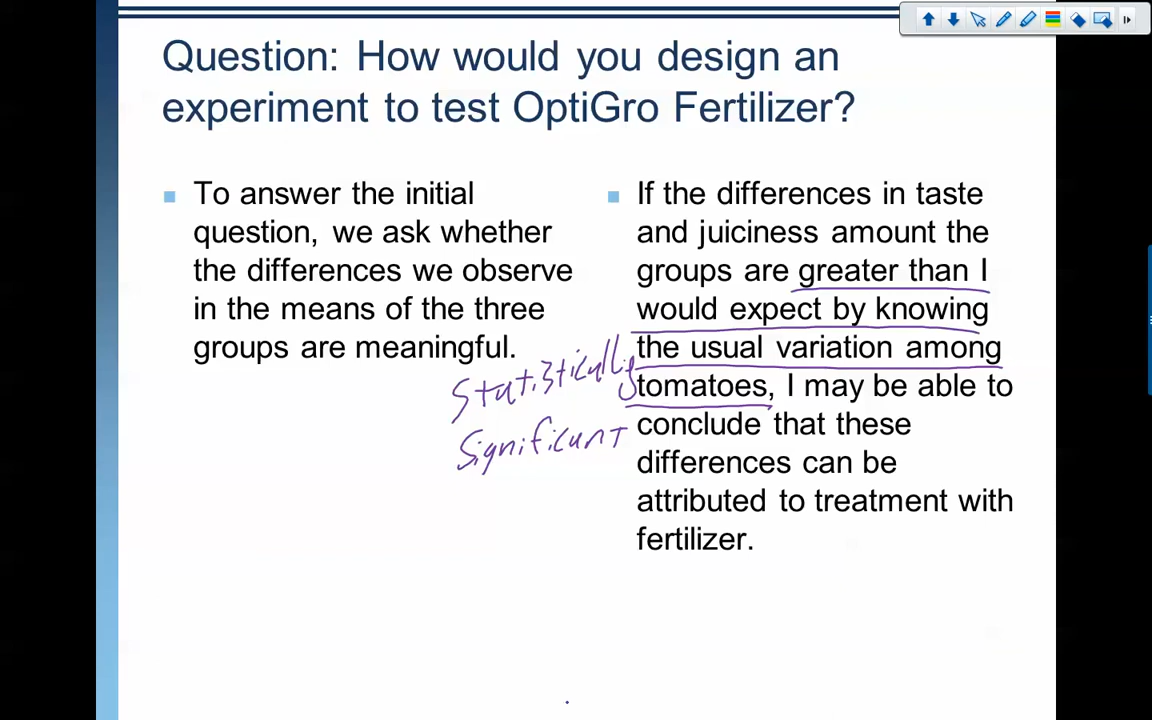 Question: How would you design an
experiment to test OptiGro Fertilizer?
To answer the initial
question, we ask whether
the differences we observe
in the means of the three
groups are meaningful.
Statistically
Significant
If the differences in taste
and juiciness amount the
groups are greater than I
would expect by knowing
the usual variation among
tomatoes, I may be able to
conclude that these
differences can be
attributed to treatment with
fertilizer.